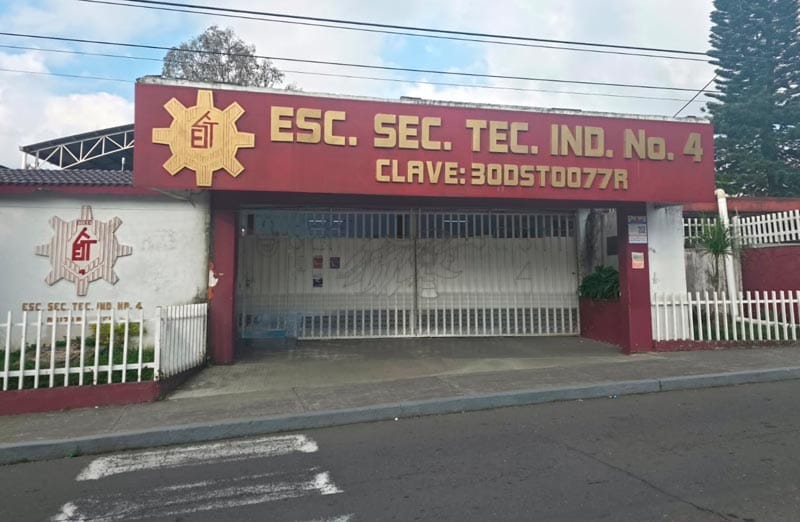 ESC. SEC. TEC. IND. No. 4
CLAVE: 30DST0077R
ESC. SEC. TEC. IND. No. 4